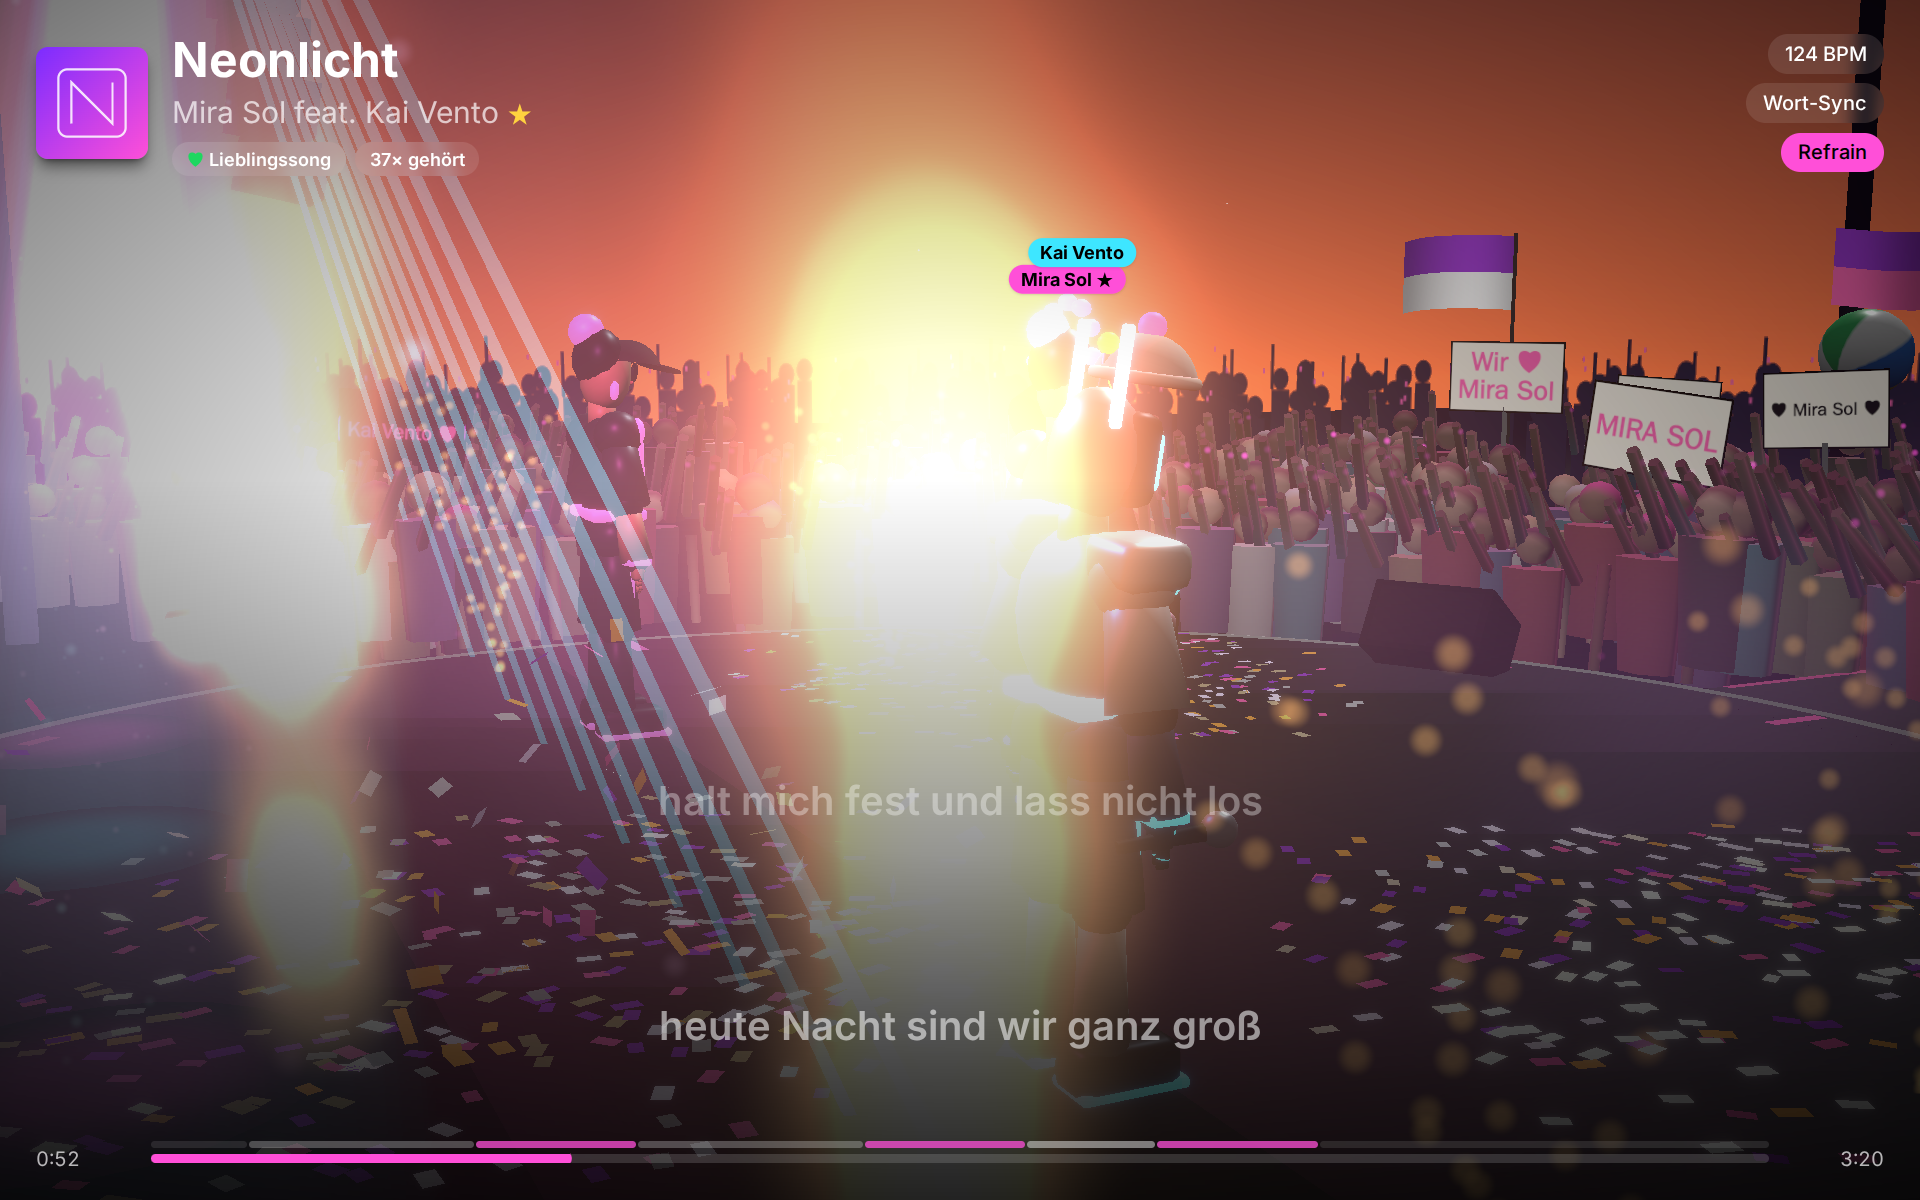 N
Neonlicht
Mira Sol feat. Kai Vento ★
Lieblingssong
37× gehört
124 BPM
Wort-Sync
Refrain
Kai Vento
Mira Sol ★
Wir ♥
Mira Sol
MIRA SOL
♥ Mira Sol ♥
Kai Vento ♥
halt mich fest und lass nicht los
heute Nacht sind wir ganz groß
0:52
3:20